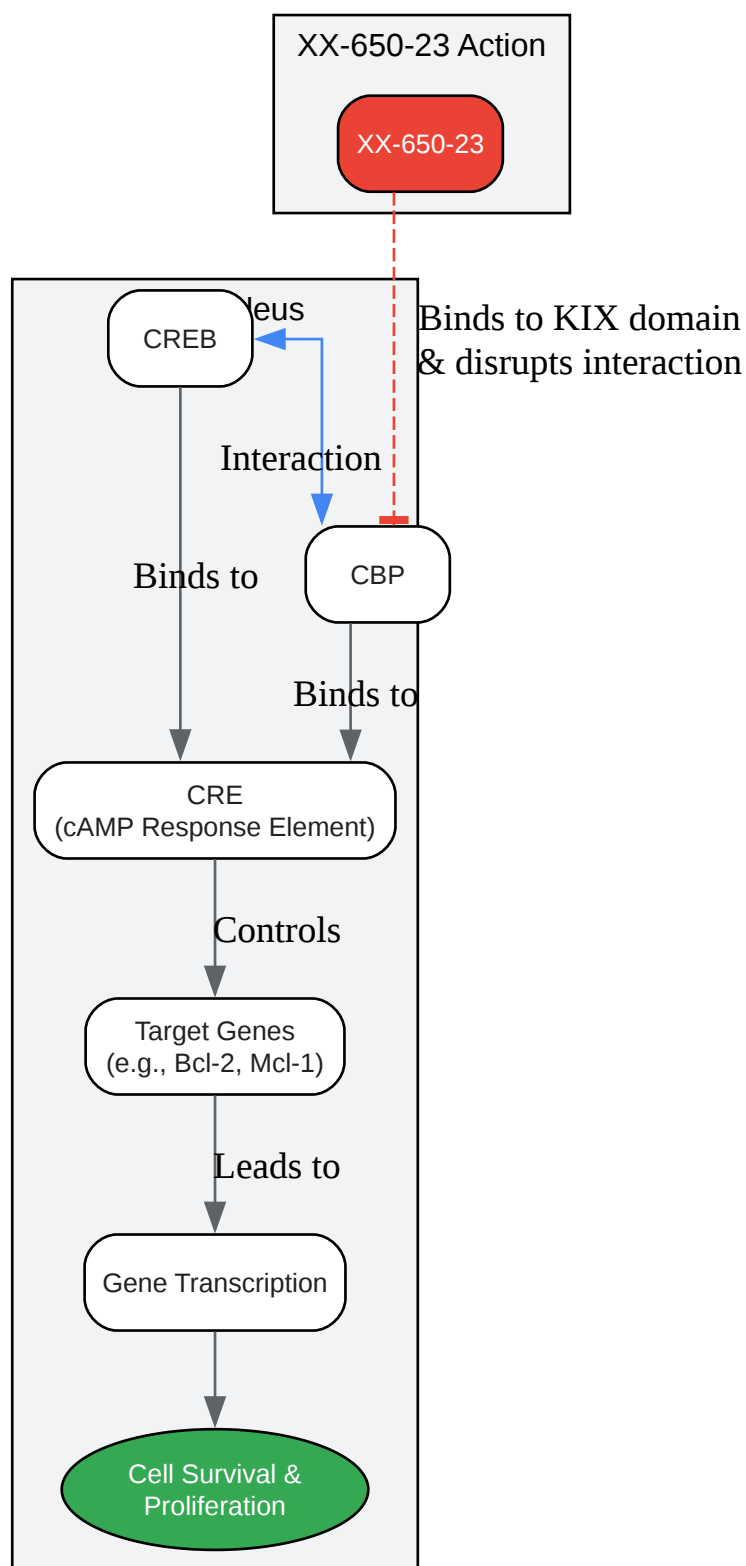 XX-650-23 Action
XX-650-23
CREB
Binds to KIX domain
& disrupts interaction
Interaction
Binds to
CBP
Binds to
CRE
(cAMP Response Element)
Controls
Target Genes
(e.g., Bcl-2, Mcl-1)
Leads to
Gene Transcription
Cell Survival &
Proliferation